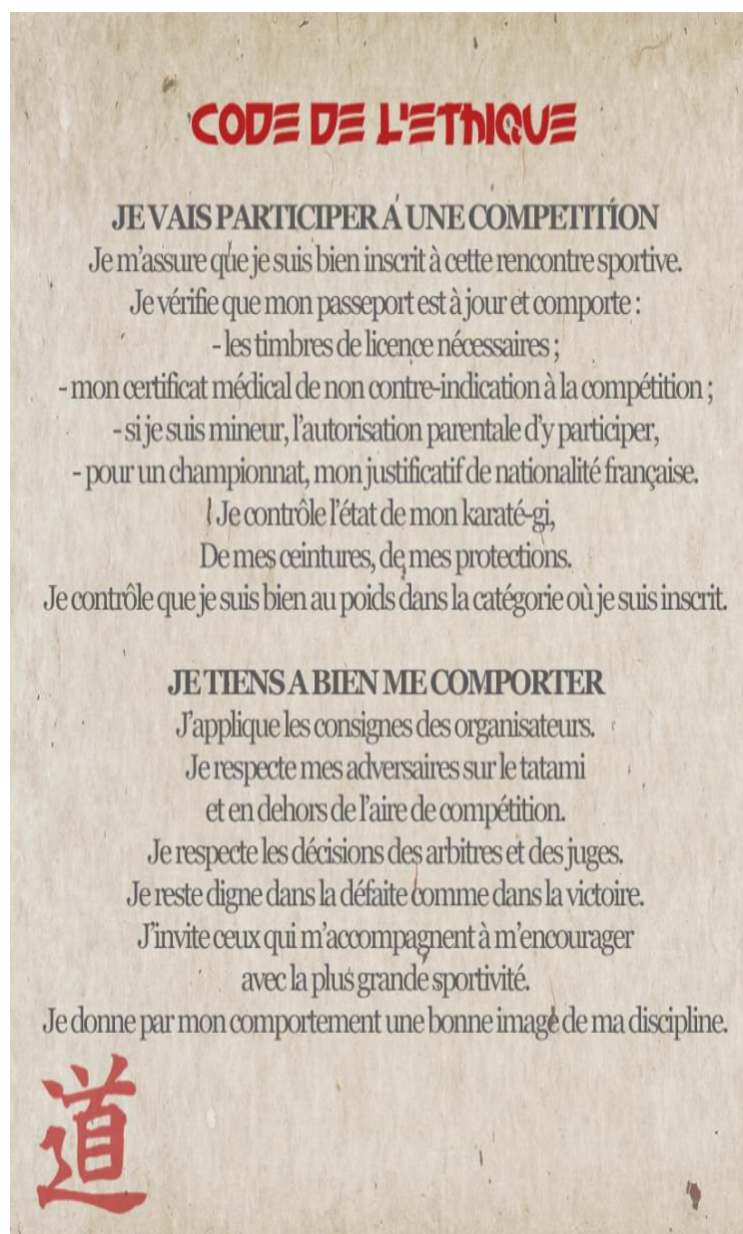 CODE DE L'ETHIQUE
JE VAIS PARTICIPER A UNE COMPETITION
Je m'assure que je suis bien inscrit à cette rencontre sportive.
Je vérifie que mon passeport est à jour et comporte :
- les timbres de licence nécessaires ;
- mon certificat médical de non contre-indication à la compétition ;
- si je suis mineur, l'autorisation parentale d'y participer,
- pour un championnat, mon justificatif de nationalité française.
Je contrôle l'état de mon karaté-gi,
De mes ceintures, de mes protections.
Je contrôle que je suis bien au poids dans la catégorie où je suis inscrit.
JE TIENS A BIEN ME COMPORTER
J'applique les consignes des organisateurs.
Je respecte mes adversaires sur le tatami
et en dehors de l'aire de compétition.
Je respecte les décisions des arbitres et des juges.
Je reste digne dans la défaite comme dans la victoire.
J'invite ceux qui m'accompagnent à m'encourager
avec la plus grande sportivité.
Je donne par mon comportement une bonne image de ma discipline.
道